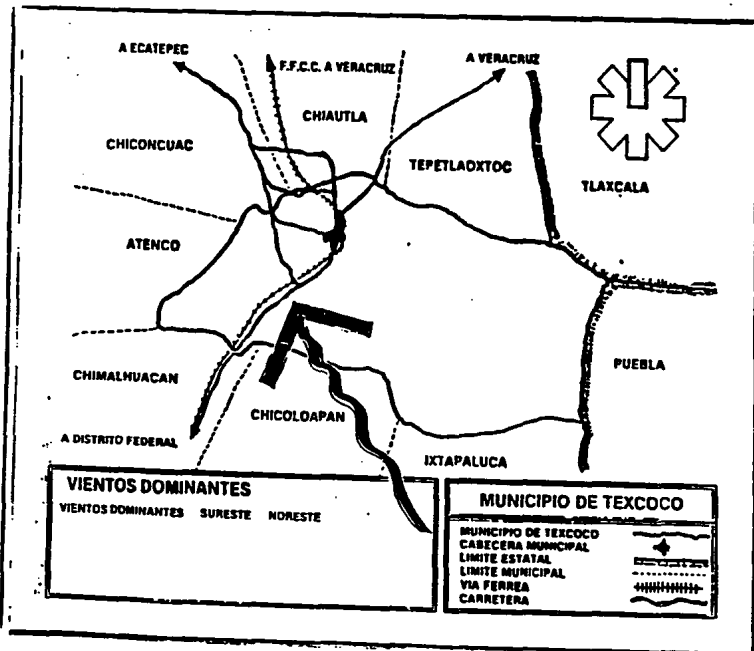 A ECATEPEC
F.F.C.C. A VERACRUZ
A VERACRUZ
CHIAUTLA
CHICONCUAC
TEPETLAOXTOC
TLAXCALA
ATENCO
PUEBLA
CHIMALHUACAN
CHICOLOAPAN
A DISTRITO FEDERAL
IXTAPALUCA
VIENTOS DOMINANTES
VIENTOS DOMINANTES SURESTE NORESTE
MUNICIPIO DE TEXCOCO
MUNICIPIO DE TEXCOCO
CABECERA MUNICIPAL
LIMITE ESTATAL
LIMITE MUNICIPAL
VIA FERREA
CARRETERA